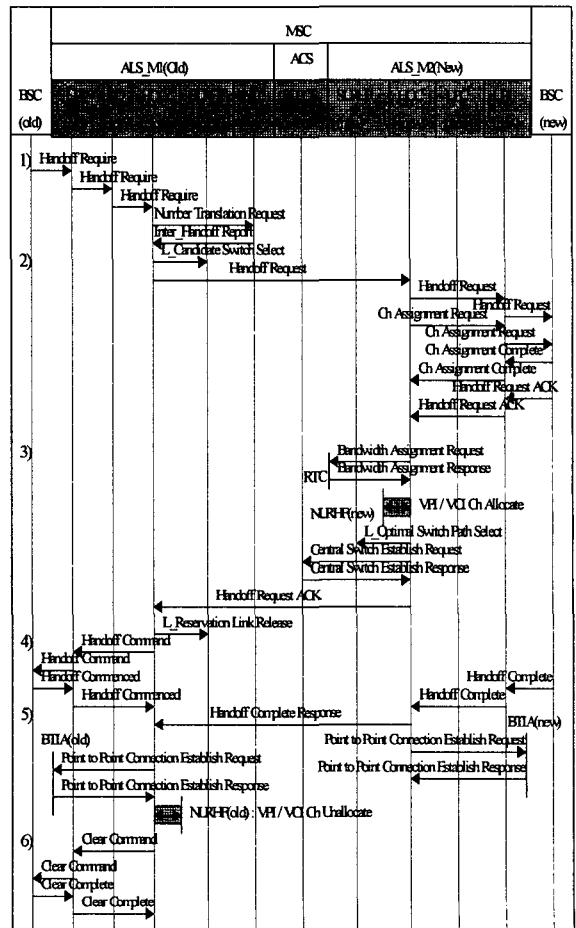 MSC
ALS_M1(Old)
ACS
ALS_M2(New)
BSC
(old)
BSC
(new)
1)
Handoff Require
Handoff Require
Handoff Require
Number Translation Request
Inter_Handoff Report
2)
L_Candidate Switch Select
Handoff Request
Handoff Request
Handoff Request
Ch Assignment Request
Ch Assignment Request
Ch Assignment Complete
Ch Assignment Complete
Handoff Request ACK
Handoff Request ACK
3)
Bandwidth Assignment Request
RTC
Bandwidth Assignment Response
NLRHF(new)
VPI / VCI Ch Allocate
L_Optimal Switch Path Select
Central Switch Establish Request
Central Switch Establish Response
Handoff Request ACK
L_Reservation Link Release
4)
Handoff Command
Handoff Command
Handoff Commenced
Handoff Complete
Handoff Commenced
Handoff Complete
5)
Handoff Complete Response
BTLA(new)
BTLA(old)
Point to Point Connection Establish Request
Point to Point Connection Establish Request
Point to Point Connection Establish Response
Point to Point Connection Establish Response
NLRHF(old) : VPI / VCI Ch Unallocate
6)
Clear Command
Clear Command
Clear Complete
Clear Complete